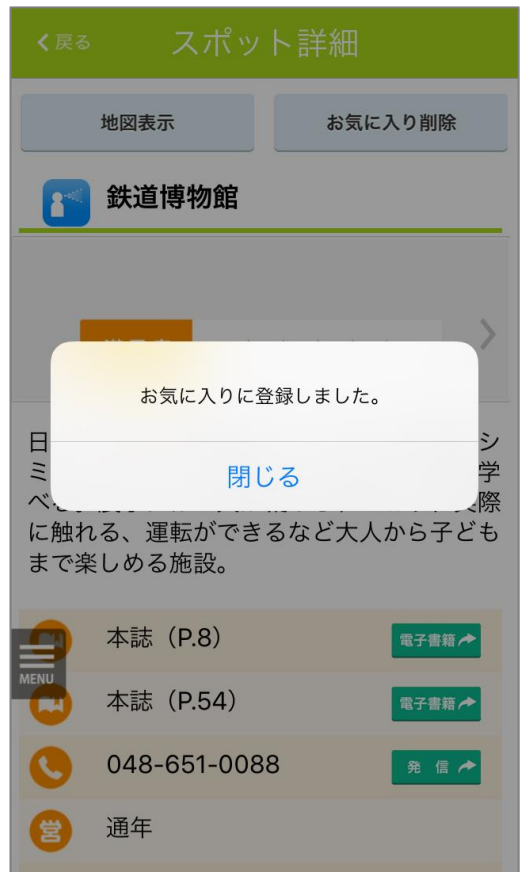 戻る
スポット詳細
地図表示
お気に入り削除
鉄道博物館
お気に入りに登録しました。
閉じる
日
シ
ミ
学
際
に触れる、運転ができるなど大人から子ども
まで楽しめる施設。
本誌（P.8）
電子書籍
MENU
本誌（P.54）
電子書籍
048-651-0088
発 信
営
通年